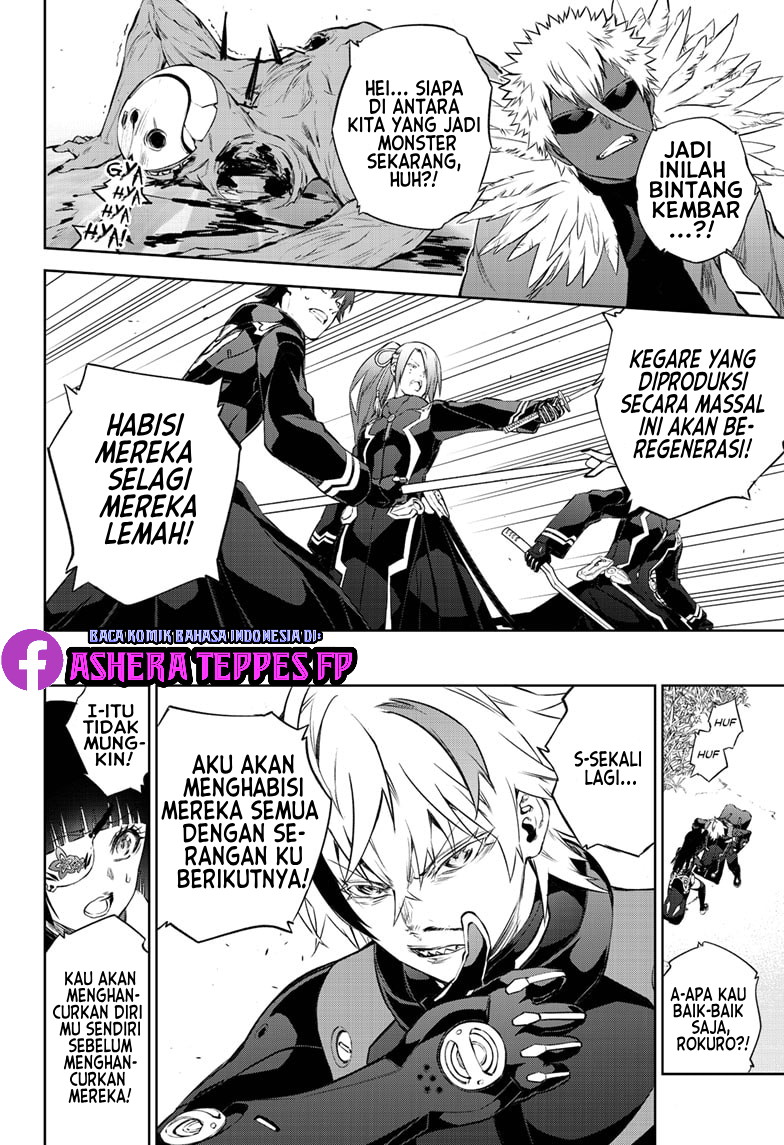 JADI
INILAH
BINTANG
KEMBAR
...?!
HEI... SIAPA
DI ANTARA
KITA YANG JADI
MONSTER
SEKARANG,
HUH?!
GYA
HYA
HYA
HYA!
KEGARE YANG
DIPRODUKSI
SECARA MASSAL
INI AKAN BE-
REGENERASI!
HABISI
MEREKA
SELAGI
MEREKA
LEMAH!
BACA KOMIK BAHASA INDONESIA DI:
ASHERA TEPPES FP
HUF
HUF
A-APA KAU
BAIK-BAIK
SAJA,
ROKURO?!
S-SEKALI
LAGI...
AKU AKAN
MENGHABISI
MEREKA SEMUA
DENGAN SE-
RANGAN KU
BERIKUTNYA!
I-ITU
TIDAK
MUNG-
KIN!
KAU AKAN
MENGHAN-
CURKAN DIRI
MU SENDIRI
SEBELUM
MENGHAN-
CURKAN
MEREKA!